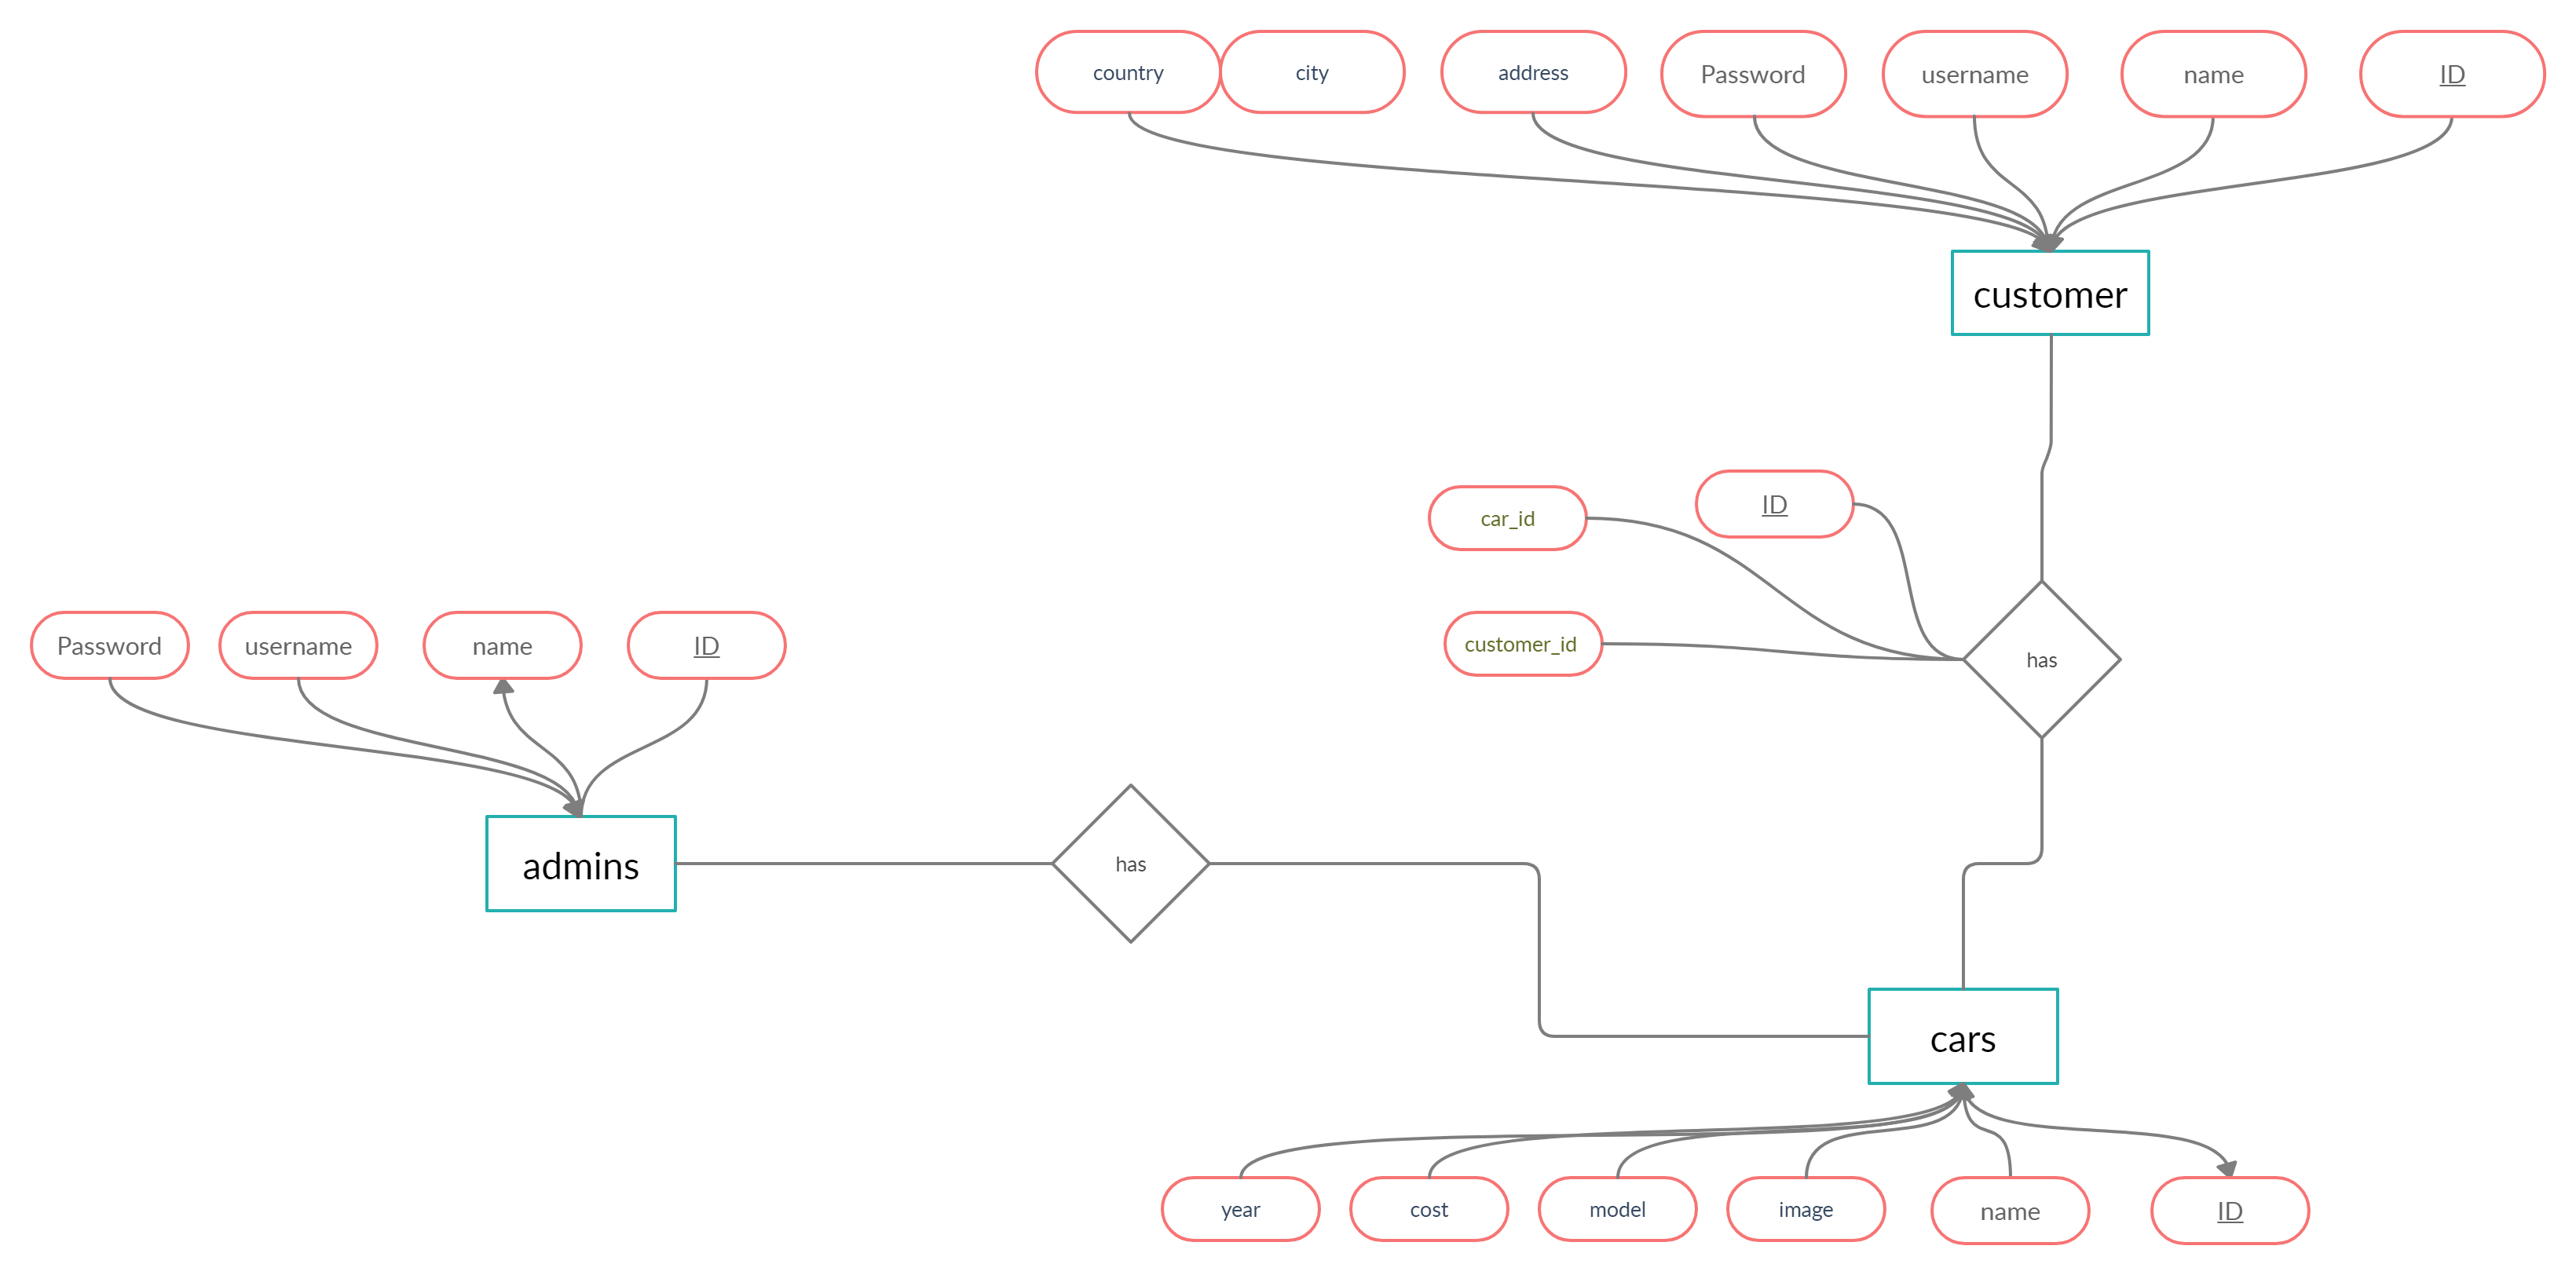 country
city
address
Password
username
name
ID
customer
car_id
ID
customer_id
has
Password
username
name
ID
admins
has
cars
year
cost
model
image
name
ID